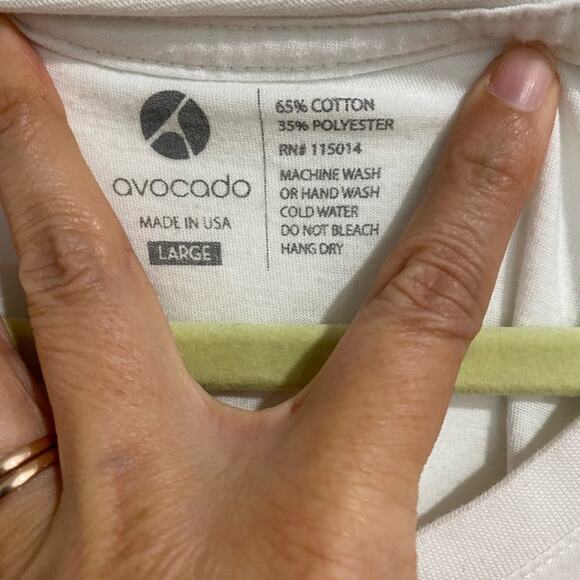 avocado
MADE IN USA
LARGE
65% COTTON
35% POLYESTER
RN# 115014
MACHINE WASH
OR HAND WASH
COLD WATER
DO NOT BLEACH
HANG DRY